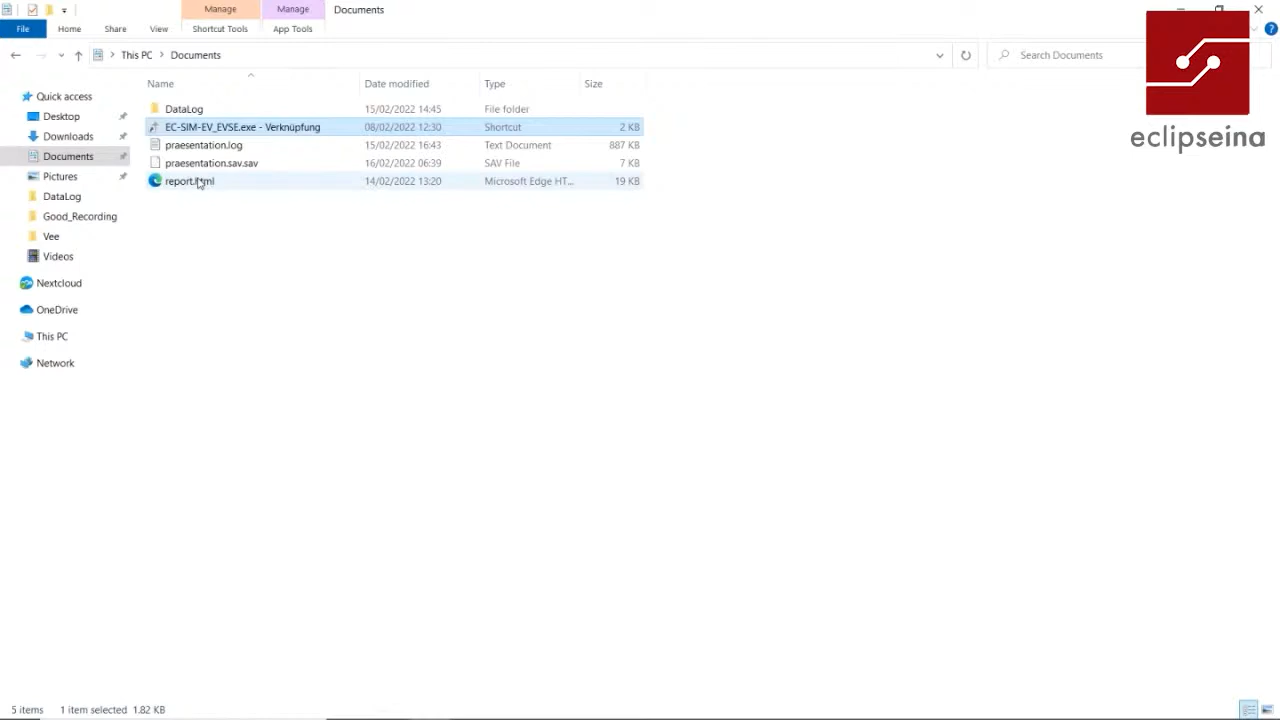 Manage
Manage
Documents
File
Home
Share
View
Shortcut Tools
App Tools
This PC
Documents
Search Documents
Name
Date modified
Type
Size
Quick access
Desktop
Downloads
Documents
Pictures
DataLog
Good_Recording
Vee
Videos
Nextcloud
OneDrive
This PC
Network
DataLog 15/02/2022 14:45 File folder
EC-SIM-EV_EVSE.exe - Verknüpfung 08/02/2022 12:30 Shortcut 2 KB
praesentation.log 15/02/2022 16:43 Text Document 887 KB
praesentation.sav.sav 16/02/2022 06:39 SAV File 7 KB
report.html 14/02/2022 13:20 Microsoft Edge HT... 19 KB
eclipseina
5 items 1 item selected 1.82 KB